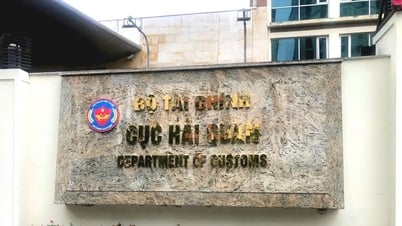 BỘ TÀI CHÍNH
CỤC HẢI QUAN
DEPARTMENT OF CUSTOMS